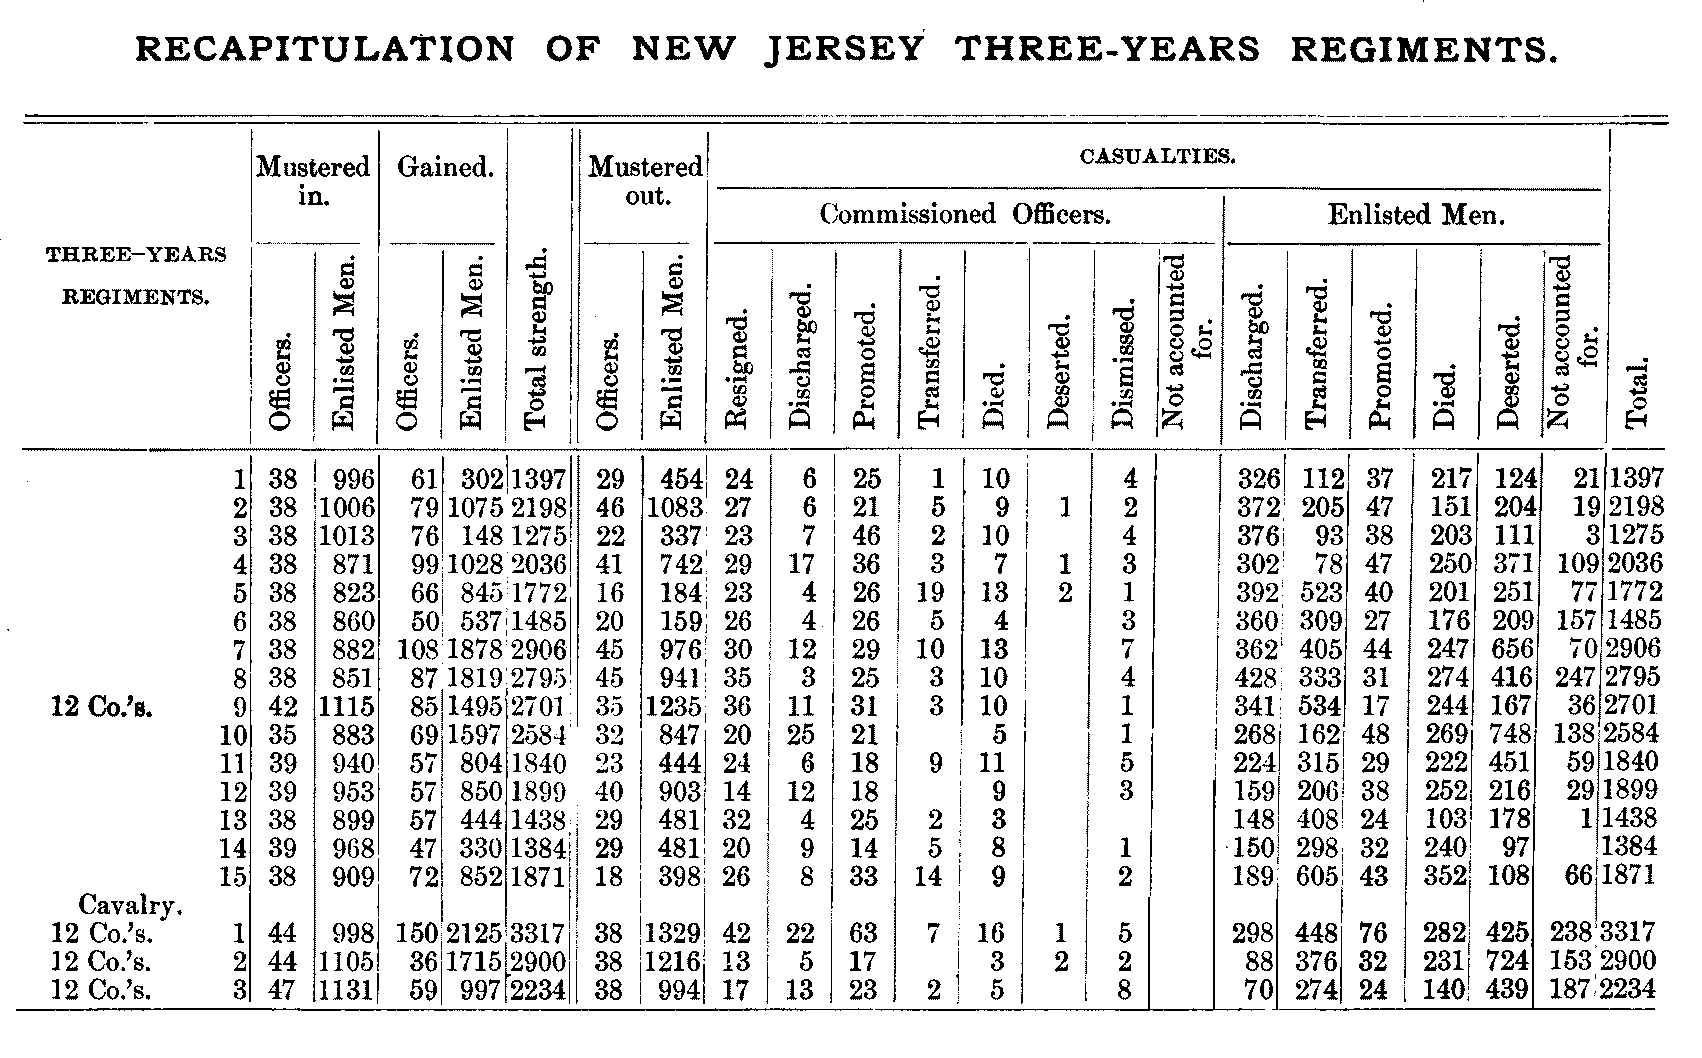 RECAPITULATION OF NEW JERSEY THREE-YEARS REGIMENTS.
THREE-YEARS REGIMENTS. Mustered in. Gained. Total strength. Mustered out. CASUALTIES. Total.
Commissioned Officers. Enlisted Men.
Officers. Enlisted Men. Officers. Enlisted Men. Officers. Enlisted Men. Resigned. Discharged. Promoted. Transferred. Died. Deserted. Dismissed. Not accounted for. Discharged. Transferred. Promoted. Died. Deserted. Not accounted for.
1 38 996 61 302 1397 29 454 24 6 25 1 10 4 326 112 37 217 124 21 1397
2 38 1006 79 1075 2198 46 1083 27 6 21 5 9 1 2 372 205 47 151 204 19 2198
3 38 1013 76 148 1275 22 337 23 7 46 2 10 4 376 93 38 203 111 3 1275
4 38 871 99 1028 2036 41 742 29 17 36 3 7 1 3 302 78 47 250 371 109 2036
5 38 823 66 845 1772 16 184 23 4 26 19 13 2 1 392 523 40 201 251 77 1772
6 38 860 50 537 1485 20 159 26 4 26 5 4 3 360 309 27 176 209 157 1485
7 38 882 108 1878 2906 45 976 30 12 29 10 13 7 362 405 44 247 656 70 2906
8 38 851 87 1819 2795 45 941 35 3 25 3 10 4 428 333 31 274 416 247 2795
12 Co.'s. 9 42 1115 85 1495 2701 35 1235 36 11 31 3 10 1 341 534 17 244 167 36 2701
10 35 883 69 1597 2584 32 847 20 25 21 5 1 268 162 48 269 748 138 2584
11 39 940 57 804 1840 23 444 24 6 18 9 11 5 224 315 29 222 451 59 1840
12 39 953 57 850 1899 40 903 14 12 18 9 3 159 206 38 252 216 29 1899
13 38 899 57 444 1438 29 481 32 4 25 2 3 148 408 24 103 178 1 1438
14 39 968 47 330 1384 29 481 20 9 14 5 8 1 150 298 32 240 97 1384
15 38 909 72 852 1871 18 398 26 8 33 14 9 2 189 605 43 352 108 66 1871
Cavalry.
12 Co.'s. 1 44 998 150 2125 3317 38 1329 42 22 63 7 16 1 5 298 448 76 282 425 238 3317
12 Co.'s. 2 44 1105 36 1715 2900 38 1216 13 5 17 3 2 2 88 376 32 231 724 153 2900
12 Co.'s. 3 47 1131 59 997 2234 38 994 17 13 23 2 5 8 70 274 24 140 439 187 2234